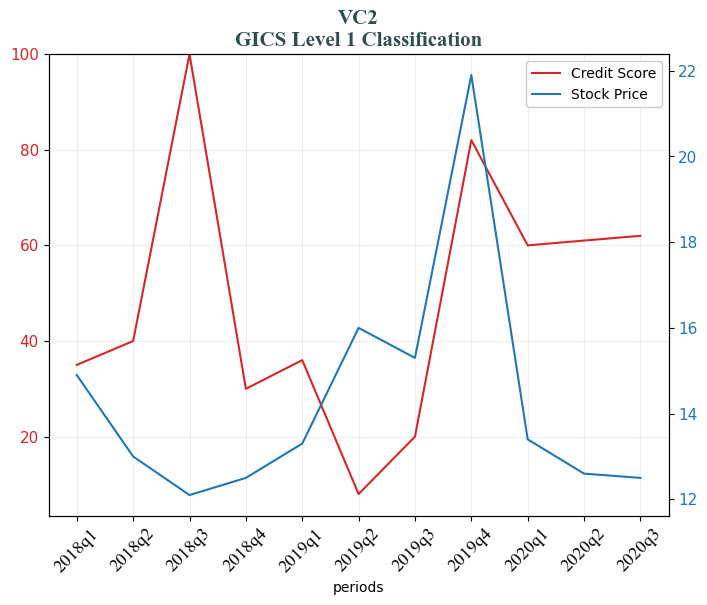 VC2
GICS Level 1 Classification
Credit Score
Stock Price
100
80
60
40
20
22
20
18
16
14
12
2018q1
2018q2
2018q3
2018q4
2019q1
2019q2
2019q3
2019q4
2020q1
2020q2
2020q3
periods